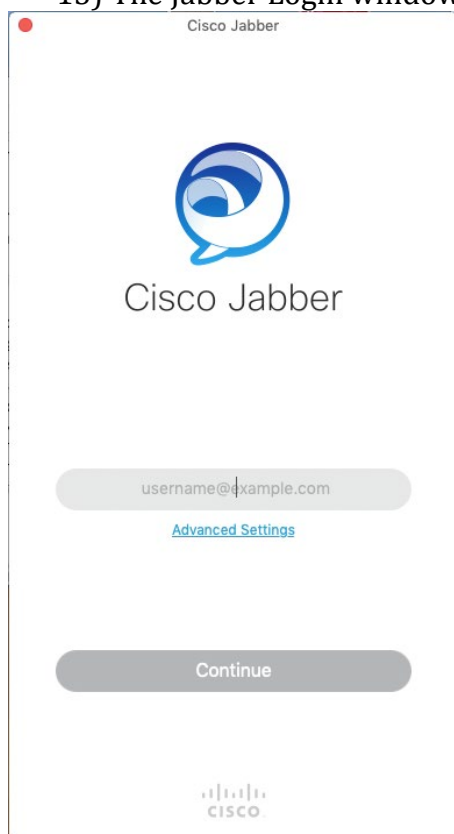 13) The Jabber Login window
Cisco Jabber
Cisco Jabber
username@example.com
Advanced Settings
Continue
CISCO